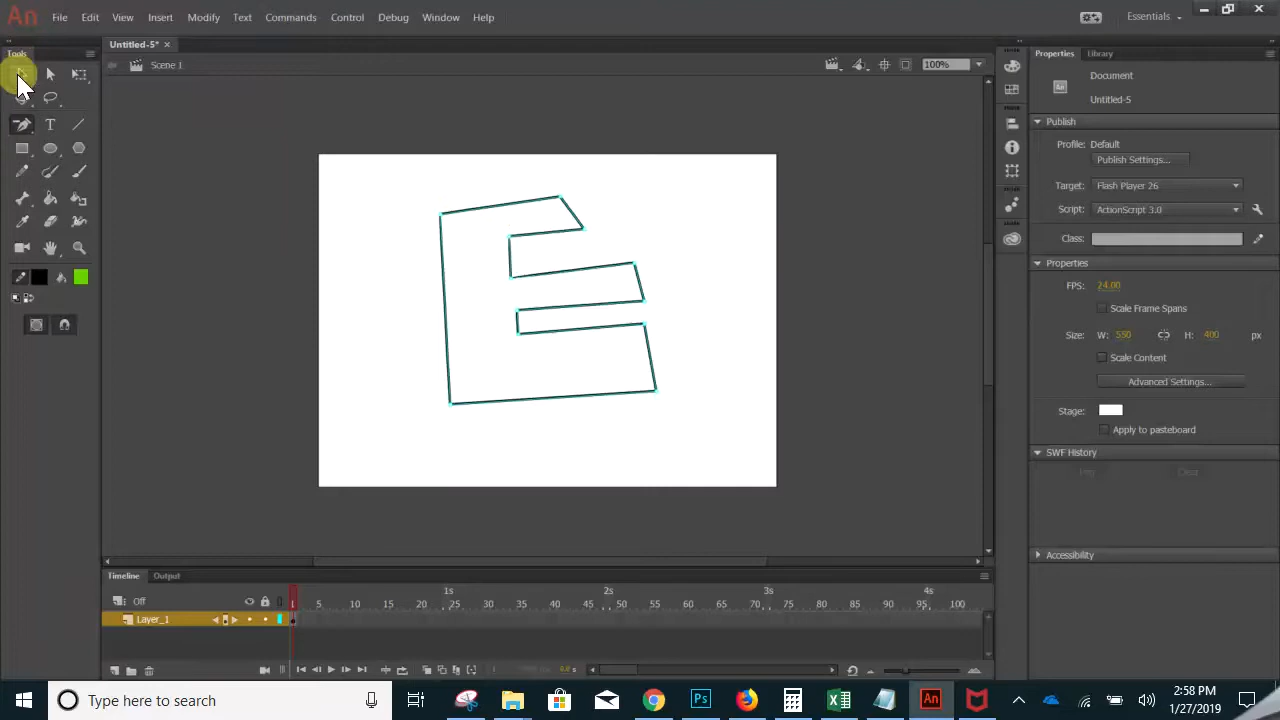 An File Edit View Insert Modify Text Commands Control Debug Window Help Essentials
Untitled-5* ×
Tools
Scene 1 100%
Properties Library
Document
An Untitled-5
Publish
Profile: Default
Publish Settings...
Target: Flash Player 26
Script: ActionScript 3.0
Class:
Properties
FPS: 24.00
Scale Frame Spans
Size: W: 550 H: 400 px
Scale Content
Advanced Settings...
Stage:
Apply to pasteboard
SWF History
Clear
Accessibility
Timeline Output
1s 2s 3s 4s
Off 1 5 10 15 20 25 30 35 40 45 50 55 60 65 70 75 80 85 90 95 100
Layer_1
Type here to search
Ps An
2:58 PM
1/27/2019